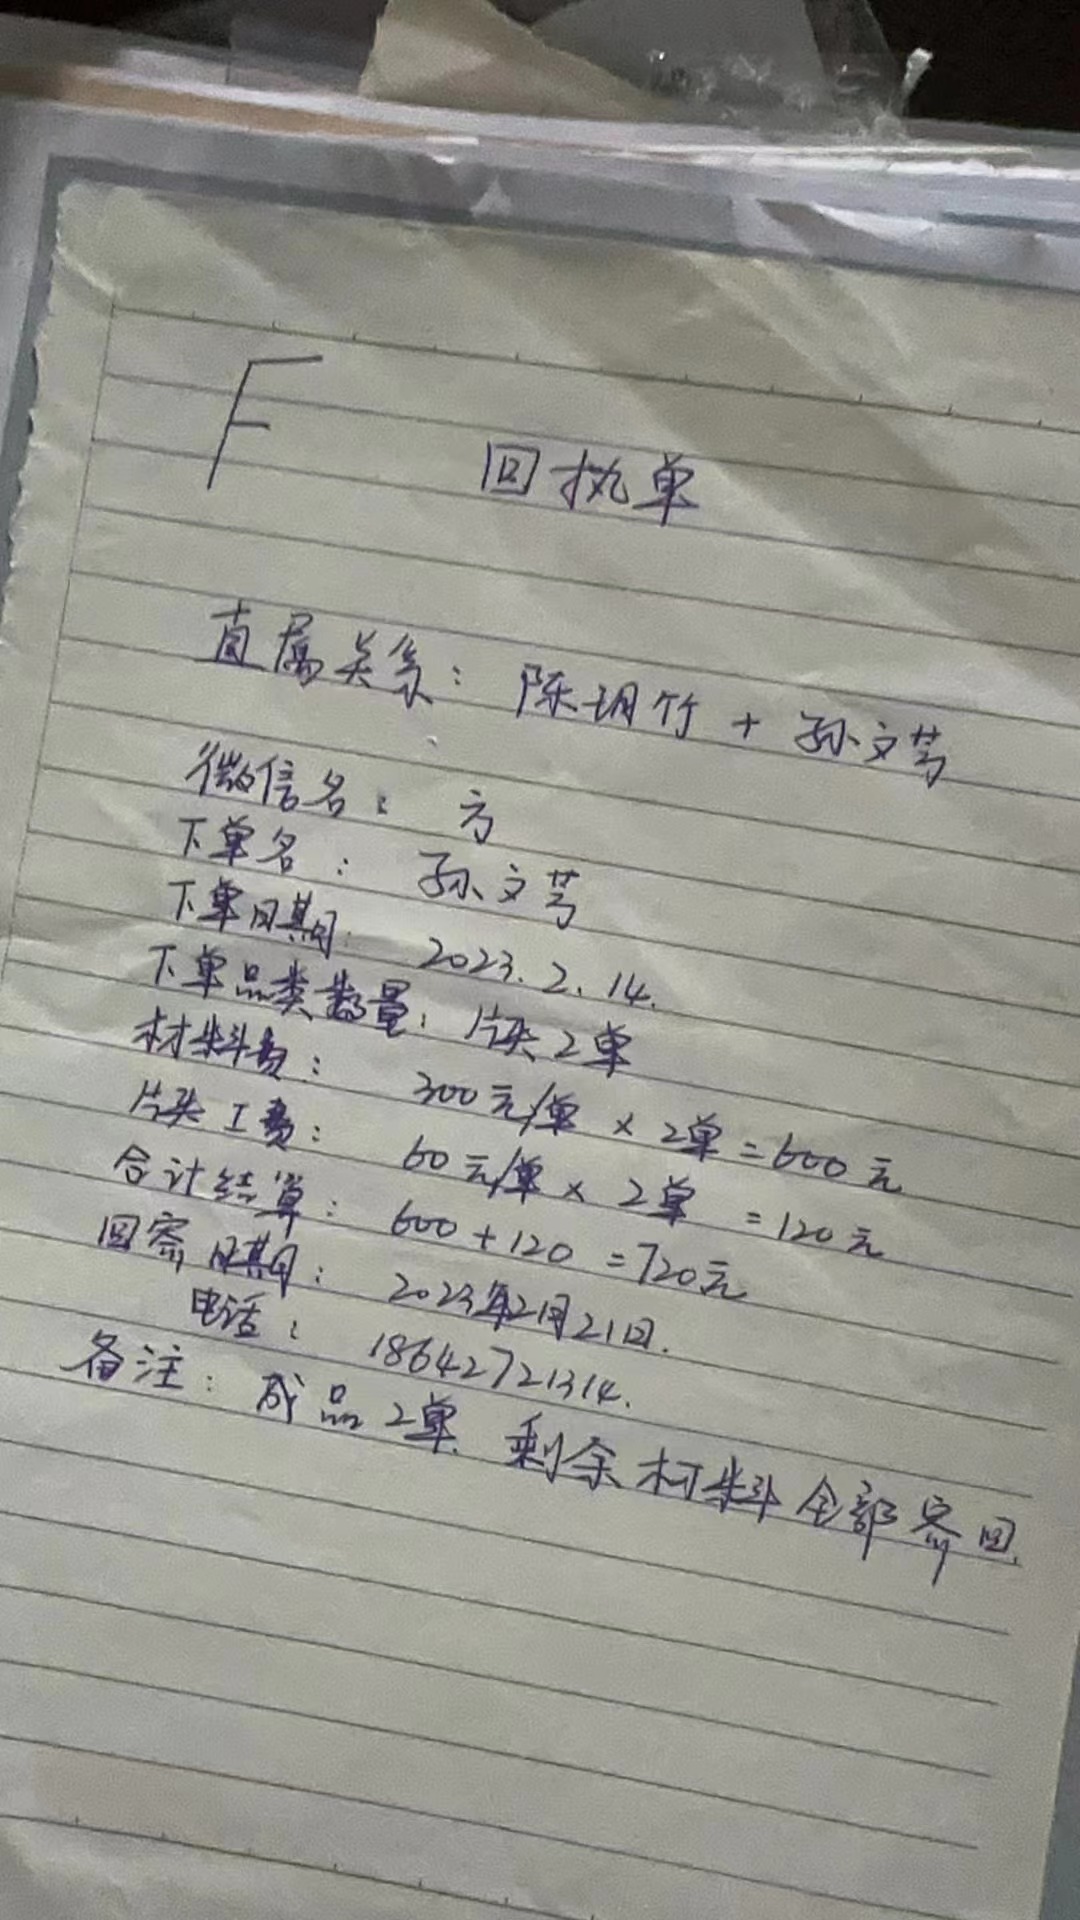 F
回执单
直属关系：陈玥竹 + 孙文芳
微信名：方
下单名：孙文芳
下单日期：2023.2.14.
下单品类数量：片头2单
材料费：300元/单 × 2单 = 600元
片头工费：60元/单 × 2单 = 120元
合计结算：600 + 120 = 720元
回寄日期：2023年2月21日.
电话：18642721314.
备注：成品2单. 剩余材料全部寄回.